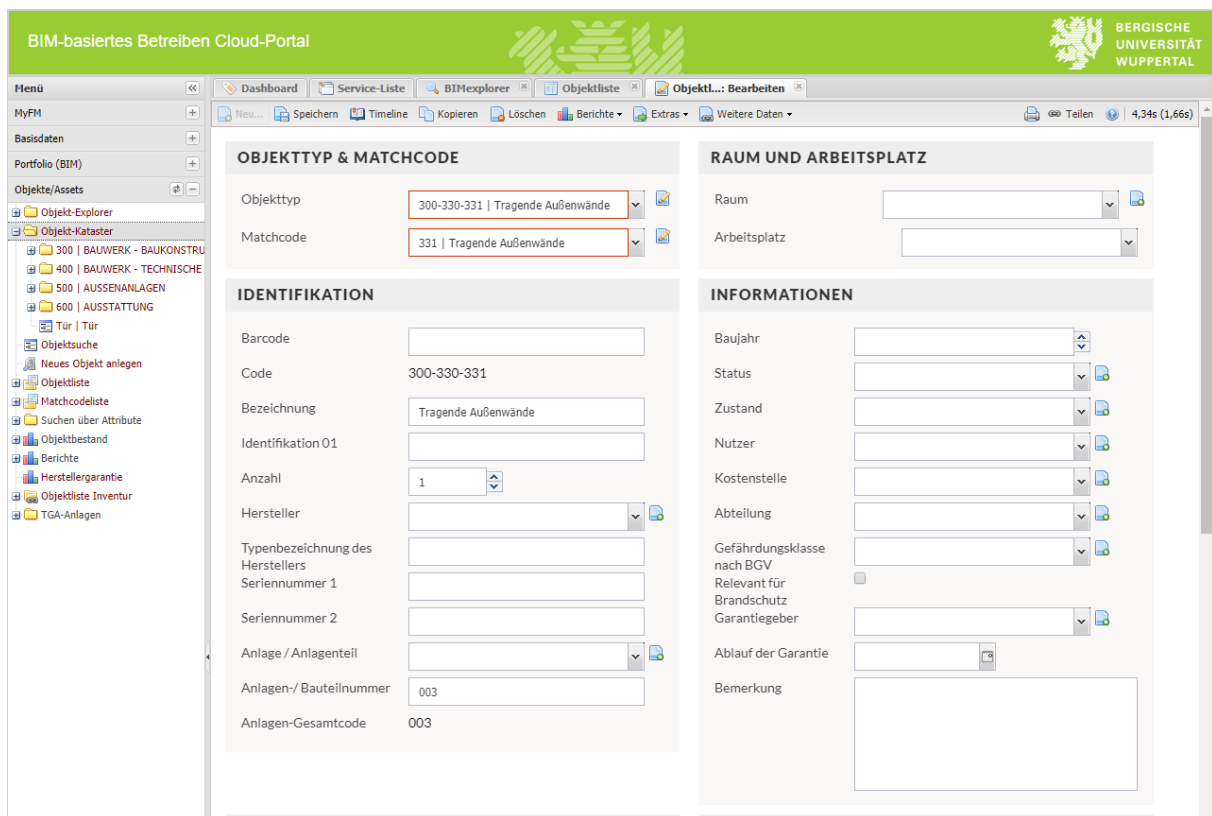 BIM-basiertes Betreiben Cloud-Portal
BERGISCHE
UNIVERSITÄT
WUPPERTAL
Menü
MyFM
Basisdaten
Portfolio (BIM)
Objekte/Assets
Objekt-Explorer
Objekt-Kataster
300 | BAUWERK - BAUKONSTRU
400 | BAUWERK - TECHNISCHE
500 | AUSSENANLAGEN
600 | AUSSTATTUNG
Tür | Tür
Objektsuche
Neues Objekt anlegen
Objektliste
Matchcodeliste
Suchen über Attribute
Objektbestand
Berichte
Herstellergarantie
Objektliste Inventur
TGA-Anlagen
Dashboard Service-Liste BIMexplorer Objektliste Objektl...: Bearbeiten
Neu... Speichern Timeline Kopieren Löschen Berichte Extras Weitere Daten Teilen 4,34s (1,66s)
OBJEKTTYP & MATCHCODE
Objekttyp 300-330-331 | Tragende Außenwände
Matchcode 331 | Tragende Außenwände
IDENTIFIKATION
Barcode
Code 300-330-331
Bezeichnung Tragende Außenwände
Identifikation 01
Anzahl 1
Hersteller
Typenbezeichnung des
Herstellers
Seriennummer 1
Seriennummer 2
Anlage / Anlagenteil
Anlagen-/ Bauteilnummer 003
Anlagen-Gesamtcode 003
RAUM UND ARBEITSPLATZ
Raum
Arbeitsplatz
INFORMATIONEN
Baujahr
Status
Zustand
Nutzer
Kostenstelle
Abteilung
Gefährdungsklasse
nach BGV
Relevant für
Brandschutz
Garantiegeber
Ablauf der Garantie
Bemerkung